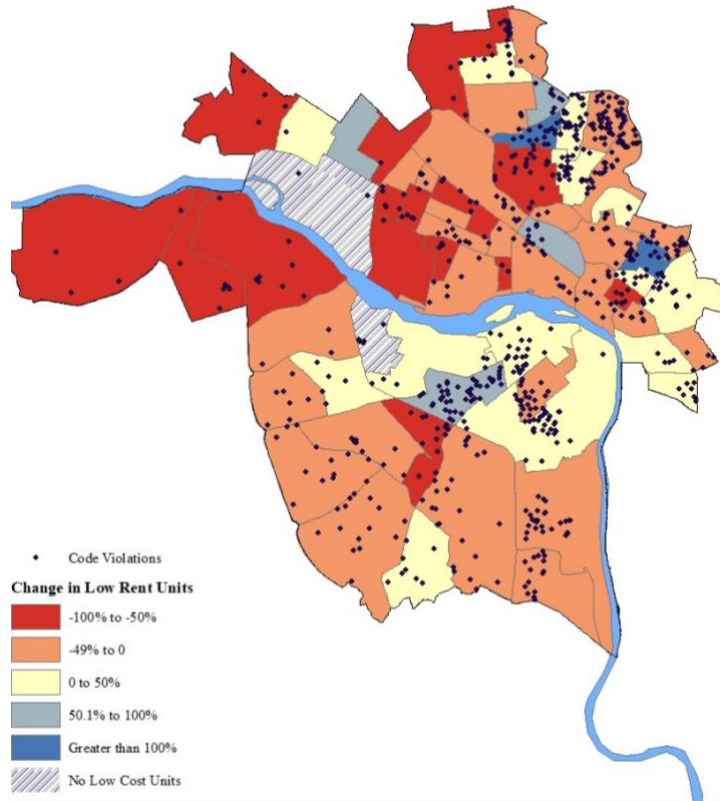 Code Violations
Change in Low Rent Units
-100% to -50%
-49% to 0
0 to 50%
50.1% to 100%
Greater than 100%
No Low Cost Units